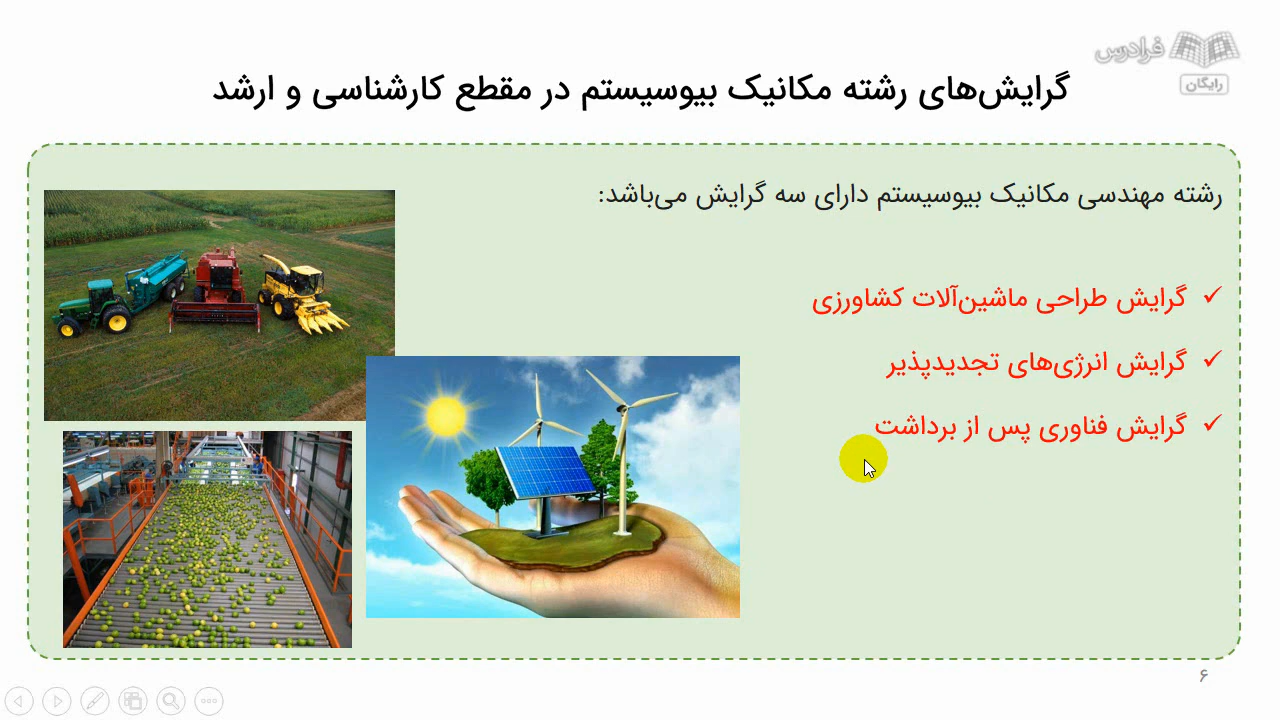 فرادرس
رایگان
گرایش‌های رشته مکانیک بیوسیستم در مقطع کارشناسی و ارشد
رشته مهندسی مکانیک بیوسیستم دارای سه گرایش می‌باشد:
✓ گرایش طراحی ماشین‌آلات کشاورزی
✓ گرایش انرژی‌های تجدیدپذیر
✓ گرایش فناوری پس از برداشت
۶